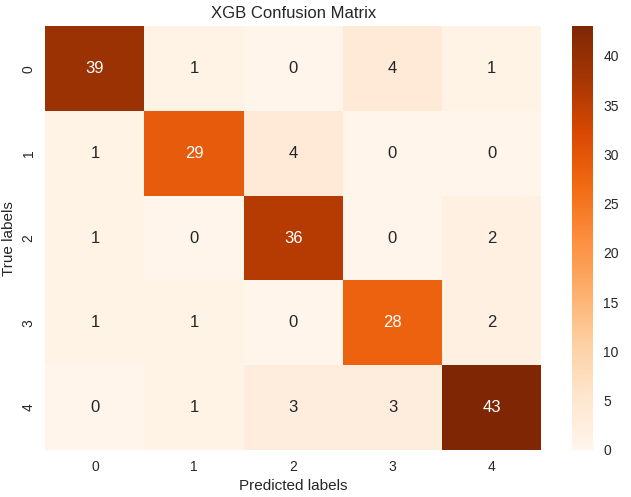 XGB Confusion Matrix
0 39 1 0 4 1
1 1 29 4 0 0
2 1 0 36 0 2
3 1 1 0 28 2
4 0 1 3 3 43
0 1 2 3 4
True labels
Predicted labels
40
35
30
25
20
15
10
5
0